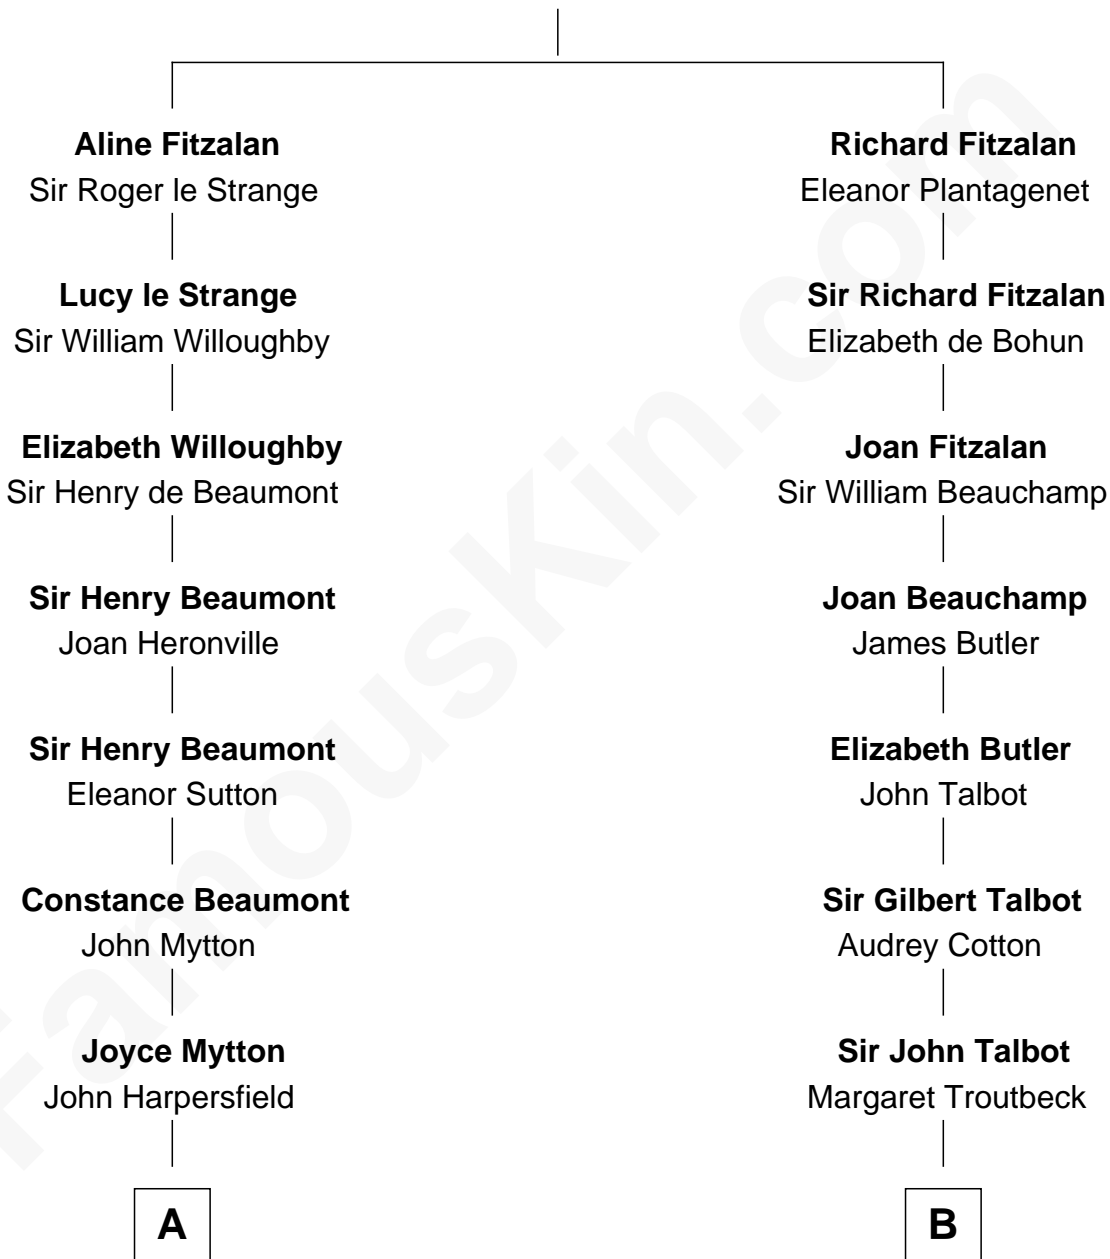 Aline Fitzalan
Sir Roger le Strange
Lucy le Strange
Sir William Willoughby
Elizabeth Willoughby
Sir Henry de Beaumont
Sir Henry Beaumont
Joan Heronville
Sir Henry Beaumont
Eleanor Sutton
Constance Beaumont
John Mytton
Joyce Mytton
John Harpersfield
A
Richard Fitzalan
Eleanor Plantagenet
Sir Richard Fitzalan
Elizabeth de Bohun
Joan Fitzalan
Sir William Beauchamp
Joan Beauchamp
James Butler
Elizabeth Butler
John Talbot
Sir Gilbert Talbot
Audrey Cotton
Sir John Talbot
Margaret Troutbeck
B
FamousKin.com